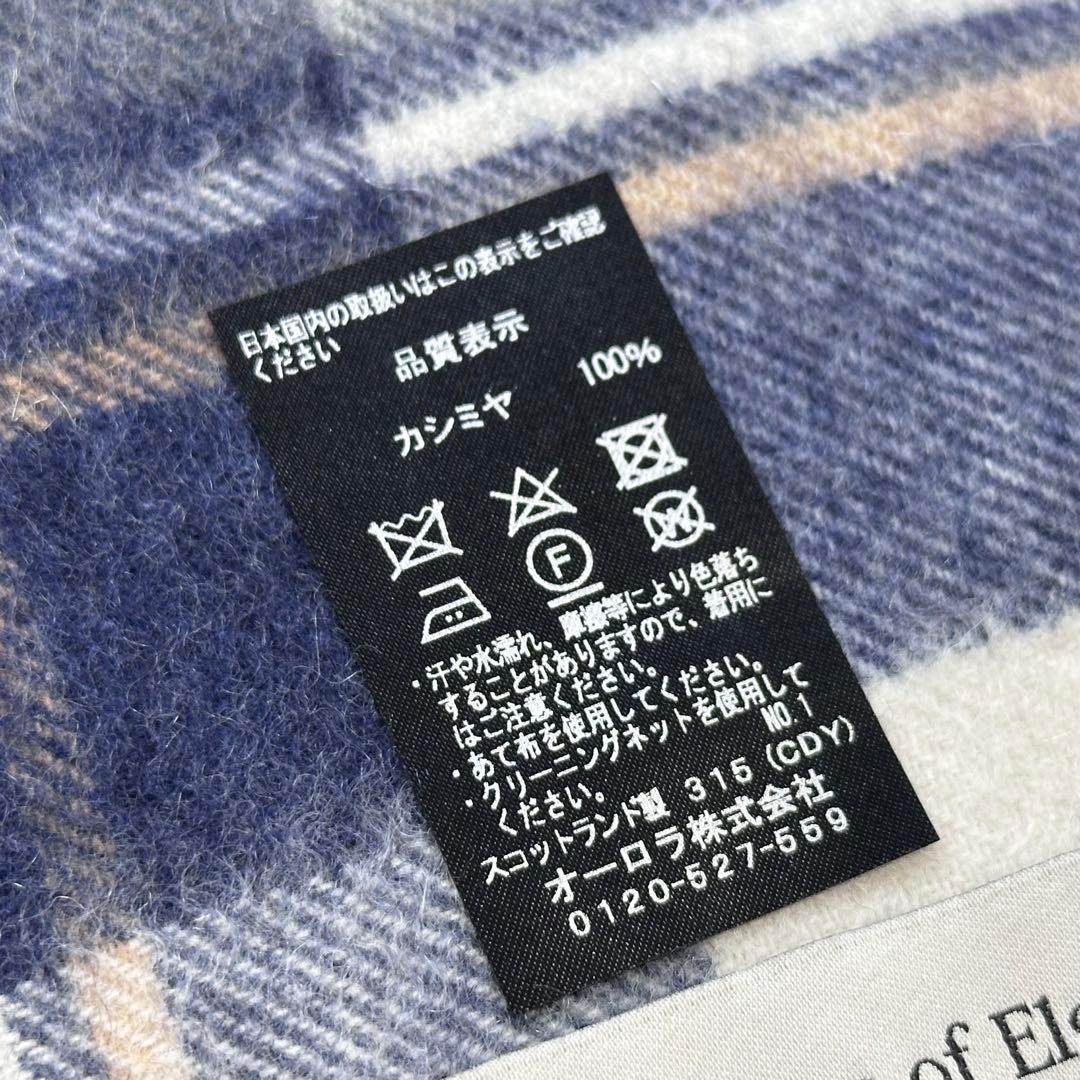 日本国内の取扱いはこの表示をご確認
ください
品質表示
カシミヤ 100%
F
W
・汗や水濡れ、摩擦等により色落ち
することがありますので、着用に
はご注意ください。
・あて布を使用してください。
・クリーニングネットを使用して
ください。 NO.1
スコットランド製 315 (CDY)
オーロラ株式会社
0120-527-559
of